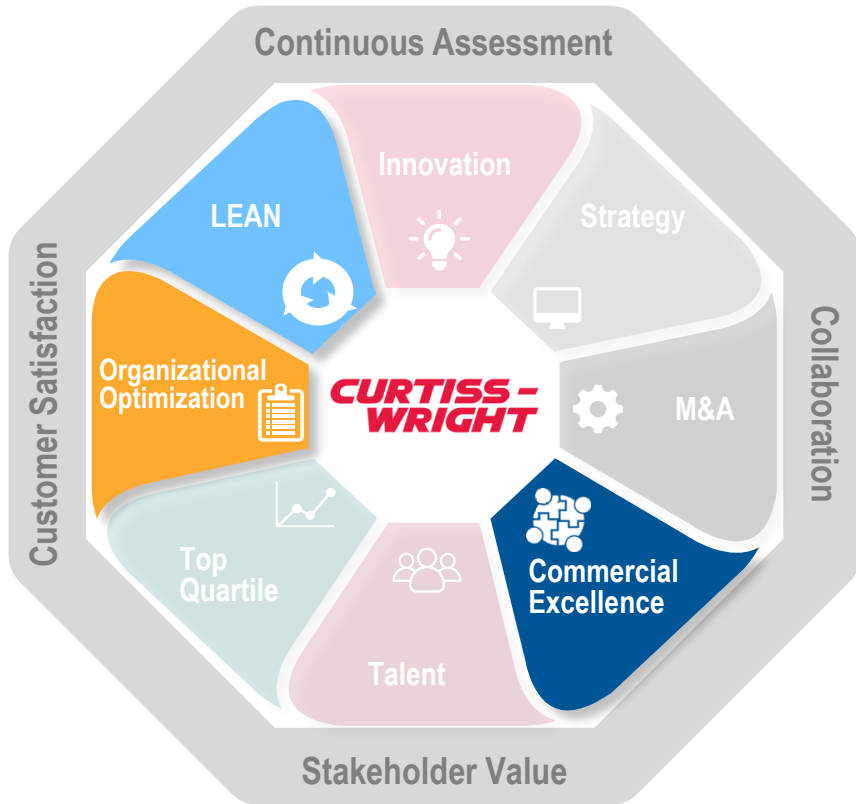 Continuous Assessment
Innovation
LEAN
Strategy
Customer Satisfaction
Organizational
Optimization
CURTISS-
WRIGHT
M&A
Collaboration
Top
Quartile
Commercial
Excellence
Talent
Stakeholder Value